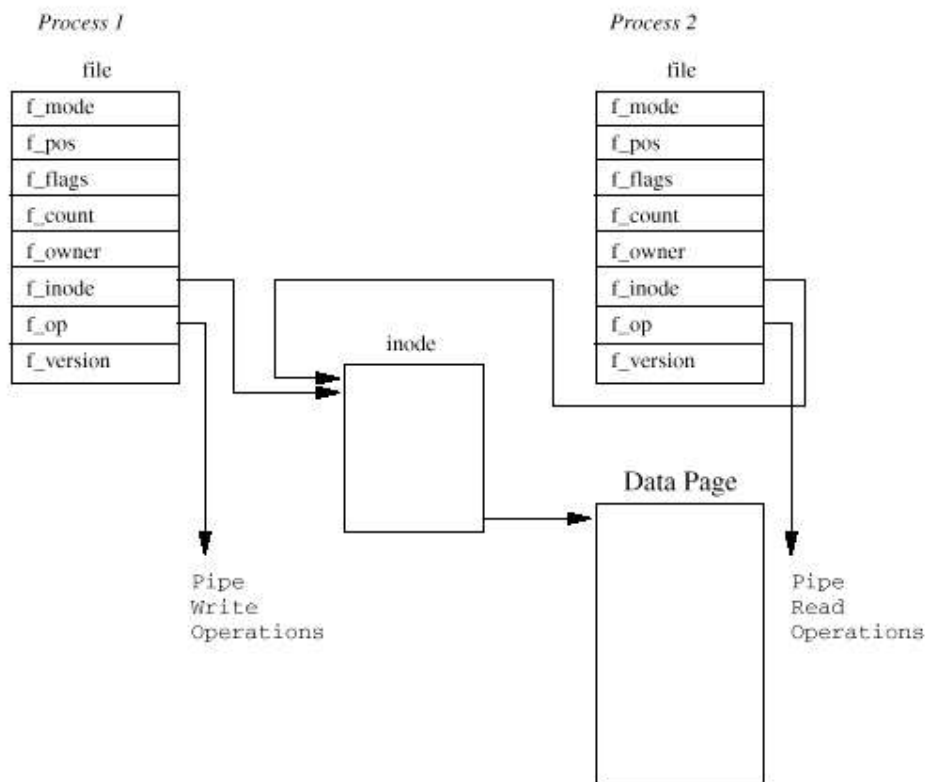 Process 1
file
f_mode
f_pos
f_flags
f_count
f_owner
f_inode
f_op
f_version
Process 2
file
f_mode
f_pos
f_flags
f_count
f_owner
f_inode
f_op
f_version
inode
Data Page
Pipe
Write
Operations
Pipe
Read
Operations